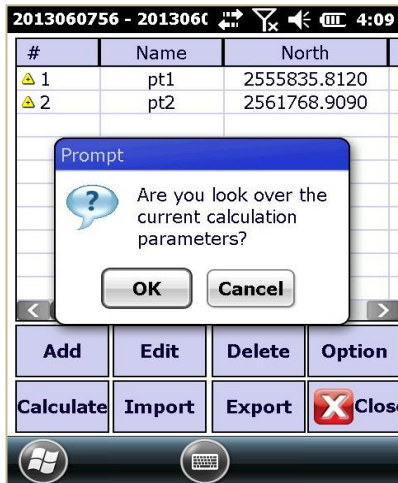 2013060756 - 201306( 4:09
# Name North
1 pt1 2555835.8120
2 pt2 2561768.9090
Prompt
Are you look over the
current calculation
parameters?
OK Cancel
Add Edit Delete Option
Calculate Import Export Clos